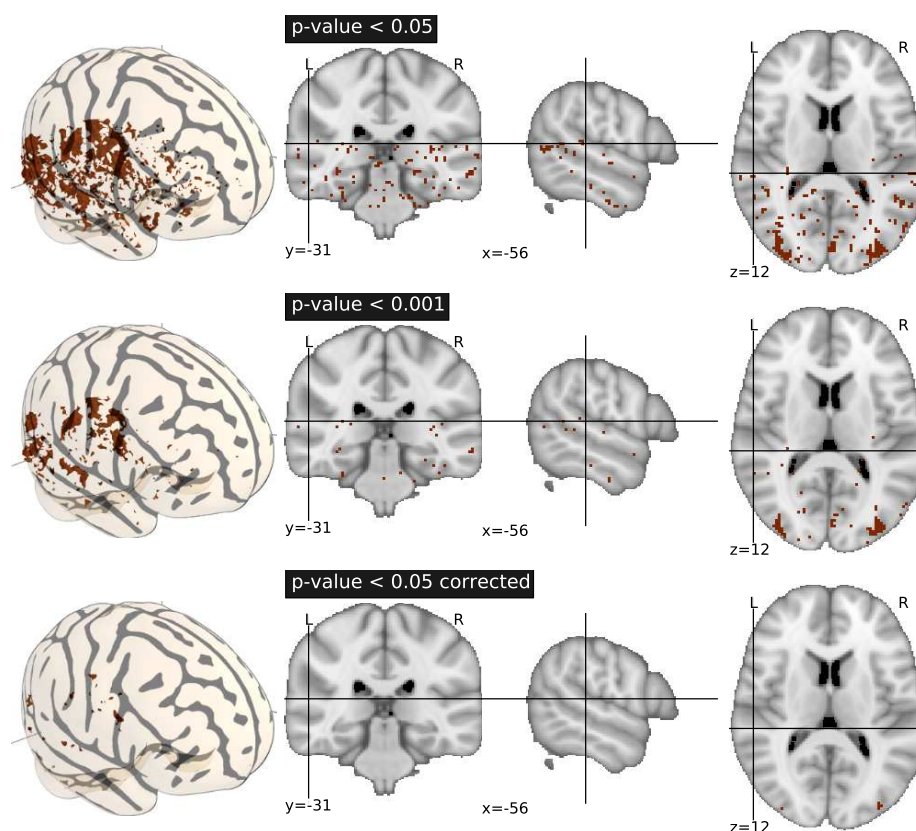 p-value < 0.05
L R L R
y=-31 x=-56 z=12
p-value < 0.001
L R L R
y=-31 x=-56 z=12
p-value < 0.05 corrected
L R L R
y=-31 x=-56 z=12